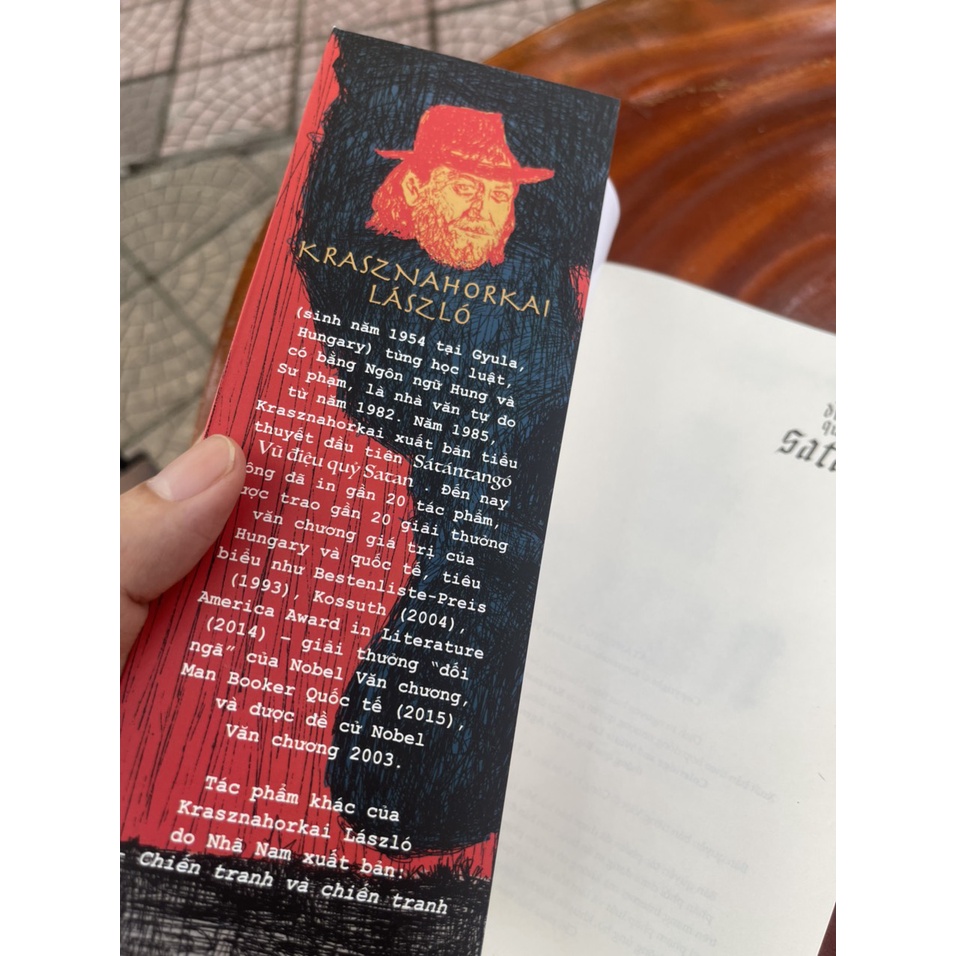 KRASZNAHORKAI
LÁSZLÓ
(sinh năm 1954 tại Gyula,
Hungary) từng học luật,
có bằng Ngôn ngữ Hung và
Sư phạm, là nhà văn tự do
từ năm 1982. Năm 1985,
Krasznahorkai xuất bản tiểu
thuyết đầu tiên Sátántangó
Vũ điệu quỷ Satan. Đến nay
ông đã in gần 20 tác phẩm,
được trao gần 20 giải thưởng
văn chương giá trị của
Hungary và quốc tế, tiêu
biểu như Bestenliste-Preis
(1993), Kossuth (2004),
America Award in Literature
(2014) – giải thưởng "đối
ngã" của Nobel Văn chương,
Man Booker Quốc tế (2015),
và được đề cử Nobel
Văn chương 2003.
Tác phẩm khác của
Krasznahorkai László
do Nhã Nam xuất bản:
Chiến tranh và chiến tranh